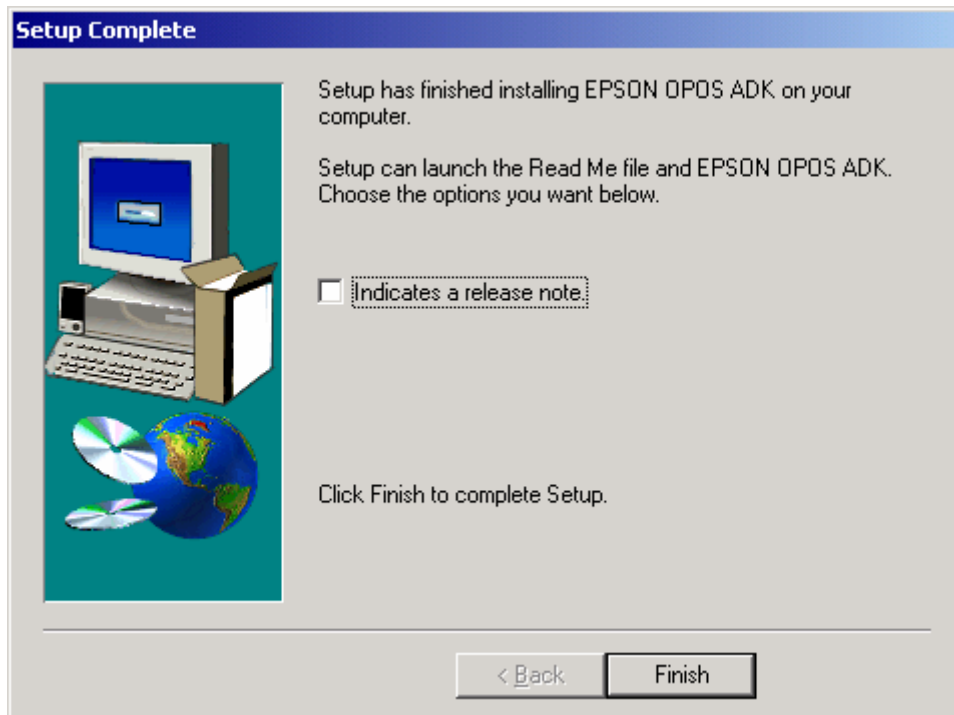 Setup Complete
Setup has finished installing EPSON OPOS ADK on your
computer.
Setup can launch the Read Me file and EPSON OPOS ADK.
Choose the options you want below.
Indicates a release note.
Click Finish to complete Setup.
< Back
Finish